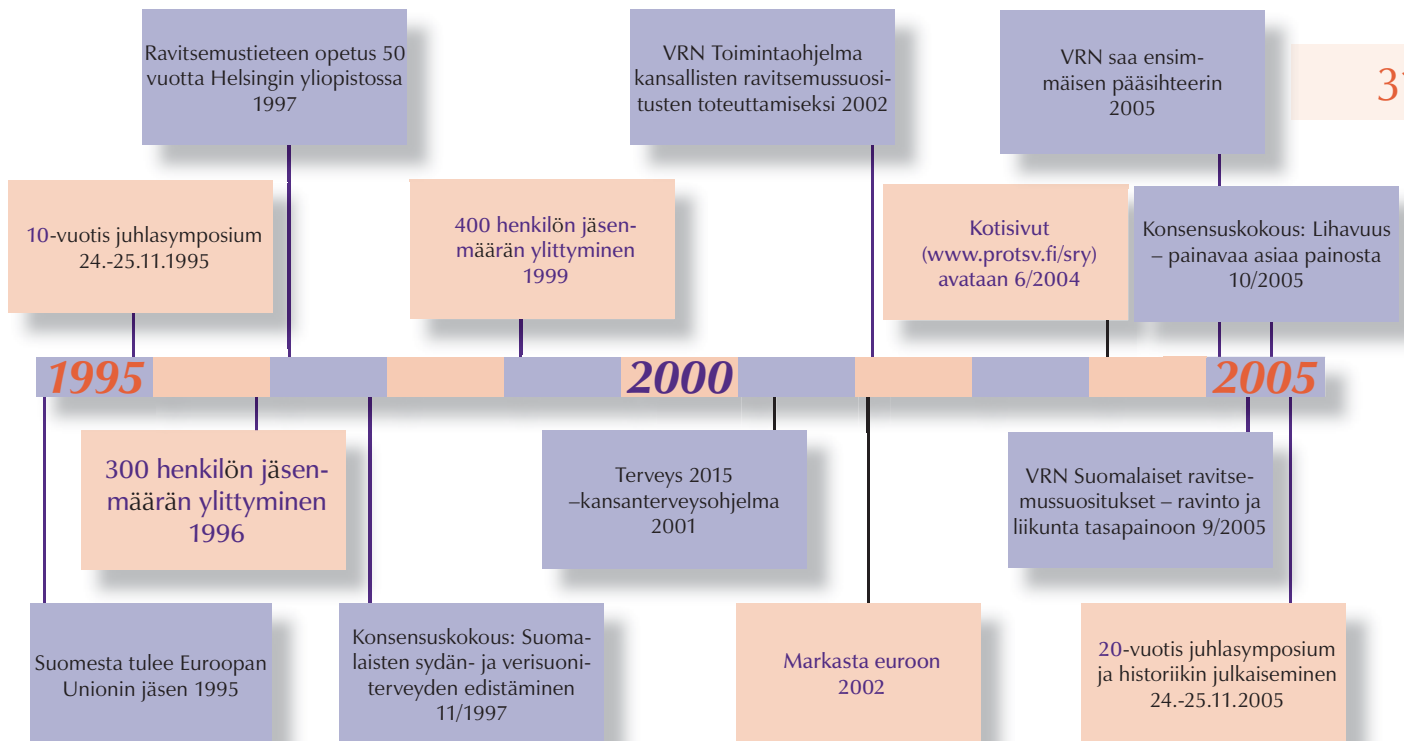 Ravitsemustieteen opetus 50
vuotta Helsingin yliopistossa
1997
VRN Toimintaohjelma
kansallisten ravitsemussuosi-
tusten toteuttamiseksi 2002
VRN saa ensim-
mäisen pääsihteerin
2005
10-vuotis juhlasymposium
24.-25.11.1995
400 henkilön jäsen-
määrän ylittyminen
1999
Kotisivut
(www.protsv.fi/sry)
avataan 6/2004
Konsensuskokous: Lihavuus
– painavaa asiaa painosta
10/2005
1995
2000
2005
300 henkilön jäsen-
määrän ylittyminen
1996
Terveys 2015
–kansanterveysohjelma
2001
VRN Suomalaiset ravitse-
mussuositukset – ravinto ja
liikunta tasapainoon 9/2005
Suomesta tulee Euroopan
Unionin jäsen 1995
Konsensuskokous: Suoma-
laisten sydän- ja verisuoni-
terveyden edistäminen
11/1997
Markasta euroon
2002
20-vuotis juhlasymposium
ja historiikin julkaiseminen
24.-25.11.2005